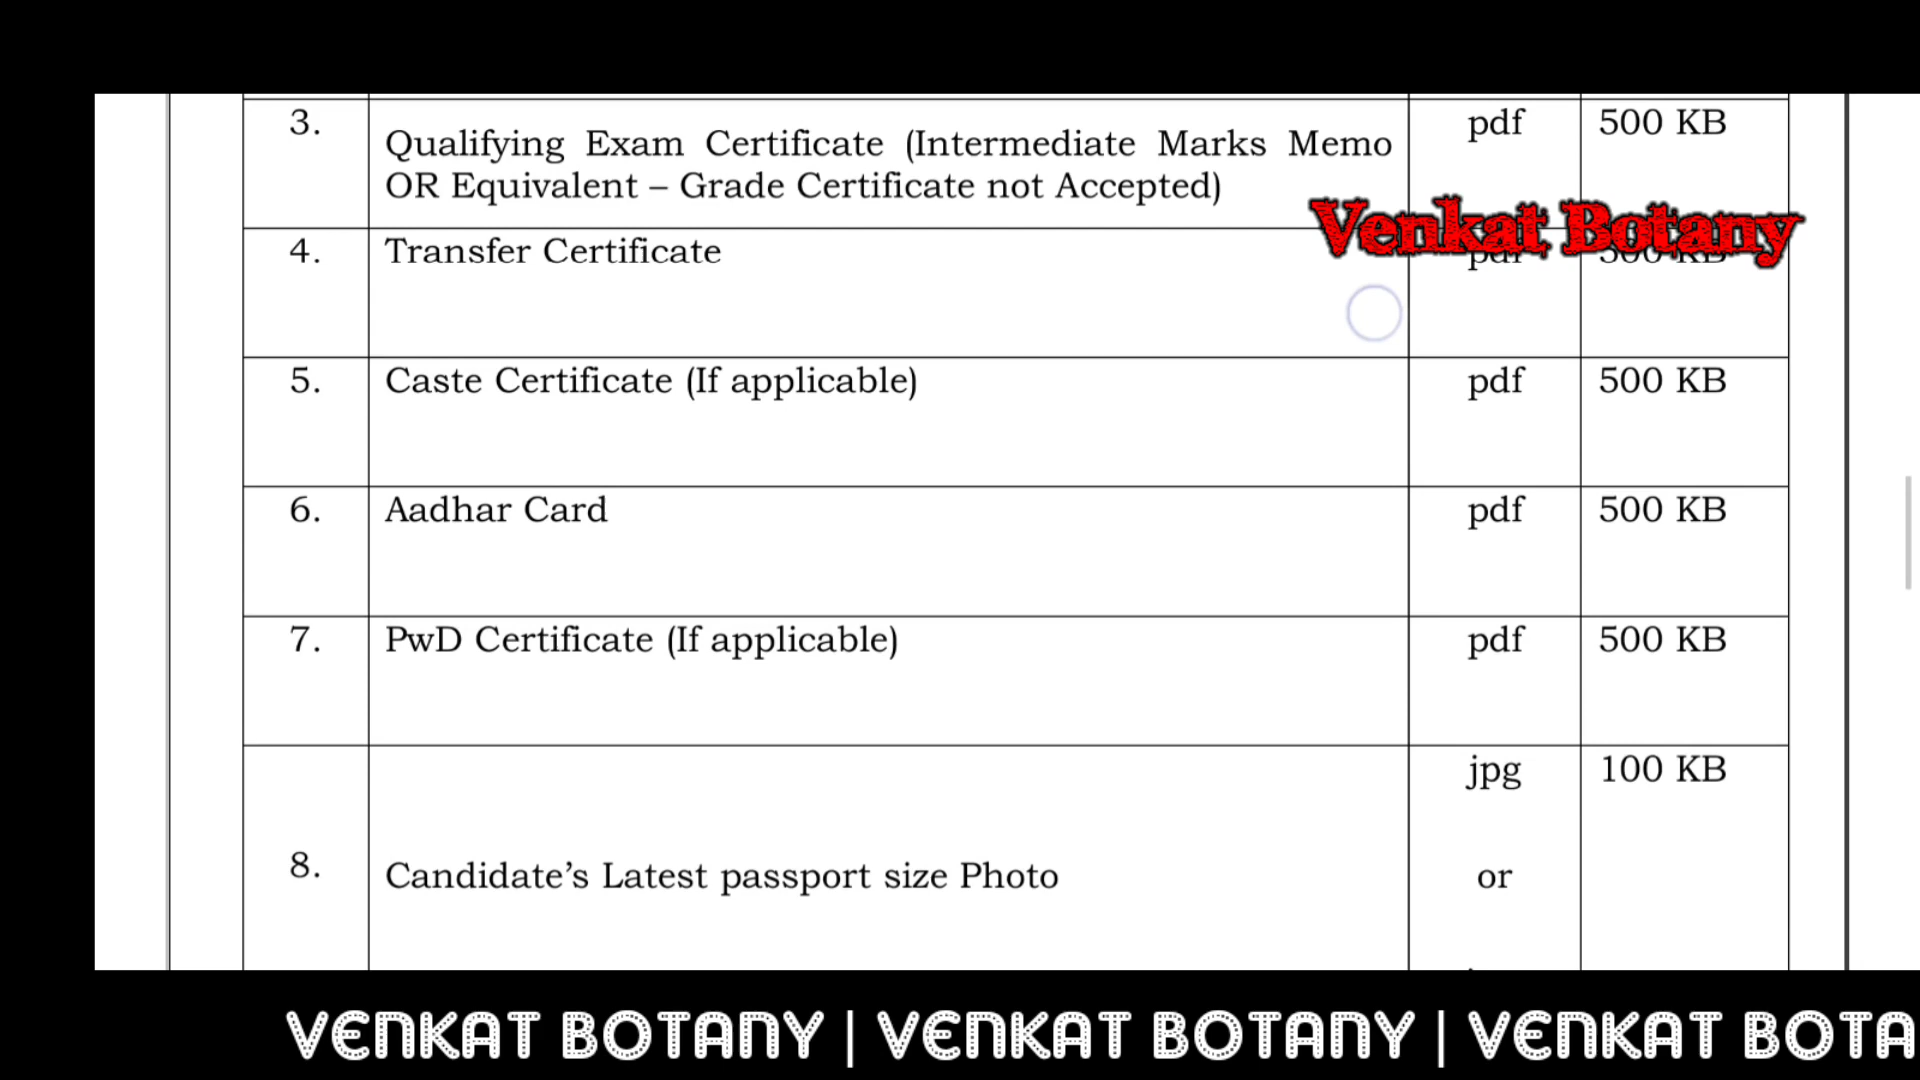 3. Qualifying Exam Certificate (Intermediate Marks Memo pdf 500 KB
OR Equivalent – Grade Certificate not Accepted)
Venkat Botany
4. Transfer Certificate pdf 500 KB
5. Caste Certificate (If applicable) pdf 500 KB
6. Aadhar Card pdf 500 KB
7. PwD Certificate (If applicable) pdf 500 KB
jpg 100 KB
8. Candidate’s Latest passport size Photo or
VENKAT BOTANY | VENKAT BOTANY | VENKAT BOTA